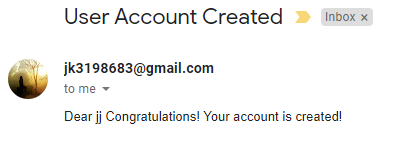 User Account Created Inbox ×
jk3198683@gmail.com
to me
Dear jj Congratulations! Your account is created!